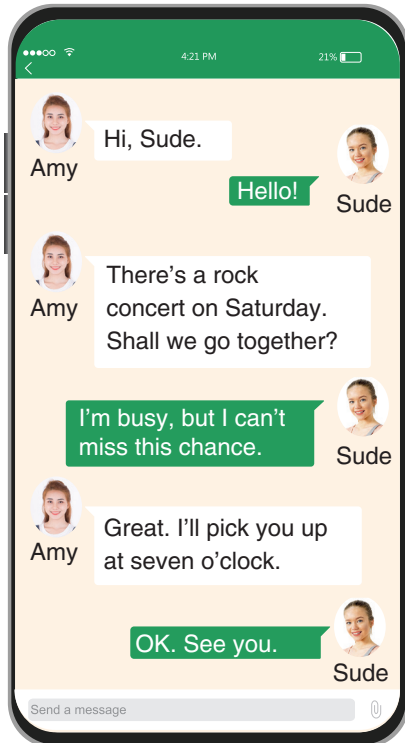 4:21 PM
21%
Amy
Hi, Sude.
Hello!
Sude
Amy
There’s a rock
concert on Saturday.
Shall we go together?
I’m busy, but I can’t
miss this chance.
Sude
Amy
Great. I’ll pick you up
at seven o’clock.
OK. See you.
Sude
Send a message